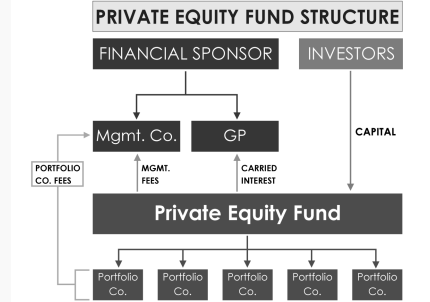 PRIVATE EQUITY FUND STRUCTURE
FINANCIAL SPONSOR
INVESTORS
Mgmt. Co.
GP
CAPITAL
PORTFOLIO
CO. FEES
MGMT.
FEES
CARRIED
INTEREST
Private Equity Fund
Portfolio
Co.
Portfolio
Co.
Portfolio
Co.
Portfolio
Co.
Portfolio
Co.